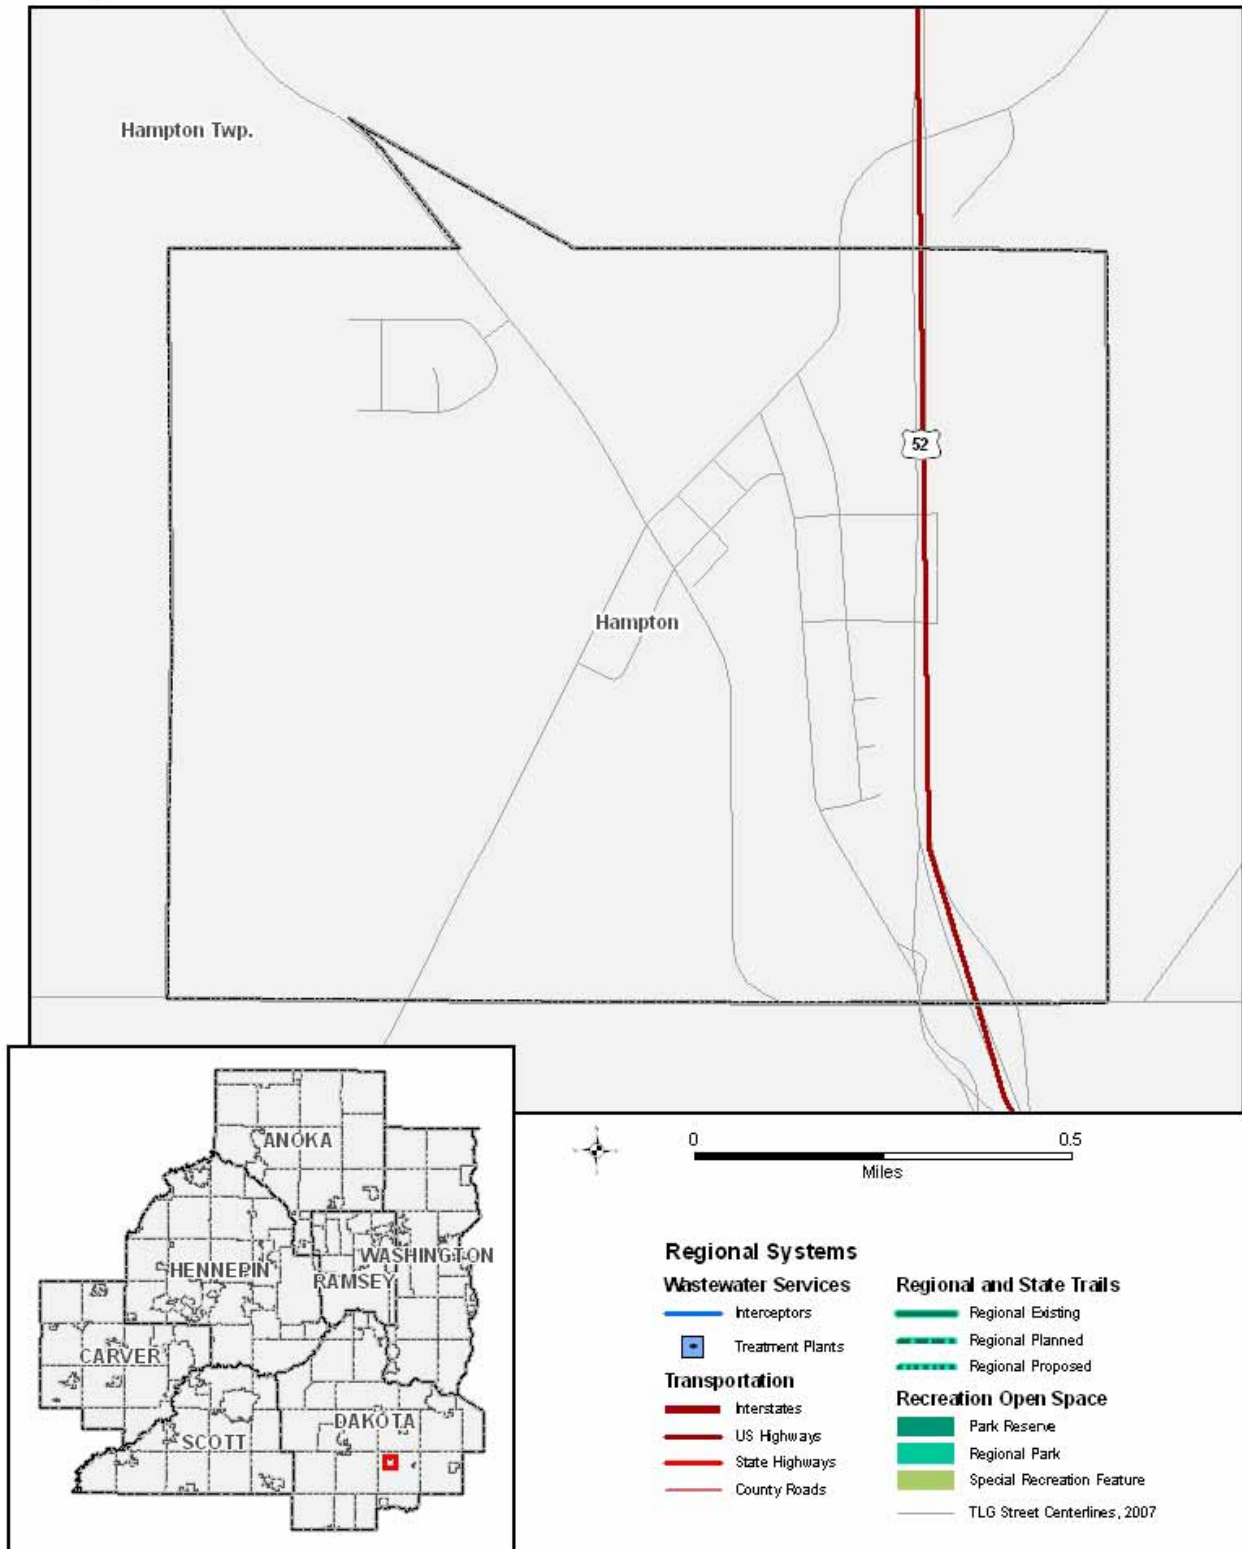 Hampton Twp.
52
Hampton
ANOKA
WASHINGTON
HENNEPIN
RAMSEY
CARVER
DAKOTA
SCOTT
0 0.5
Miles
Regional Systems
Wastewater Services
Interceptors
Treatment Plants
Transportation
Interstates
US Highways
State Highways
County Roads
Regional and State Trails
Regional Existing
Regional Planned
Regional Proposed
Recreation Open Space
Park Reserve
Regional Park
Special Recreation Feature
TLG Street Centerlines, 2007